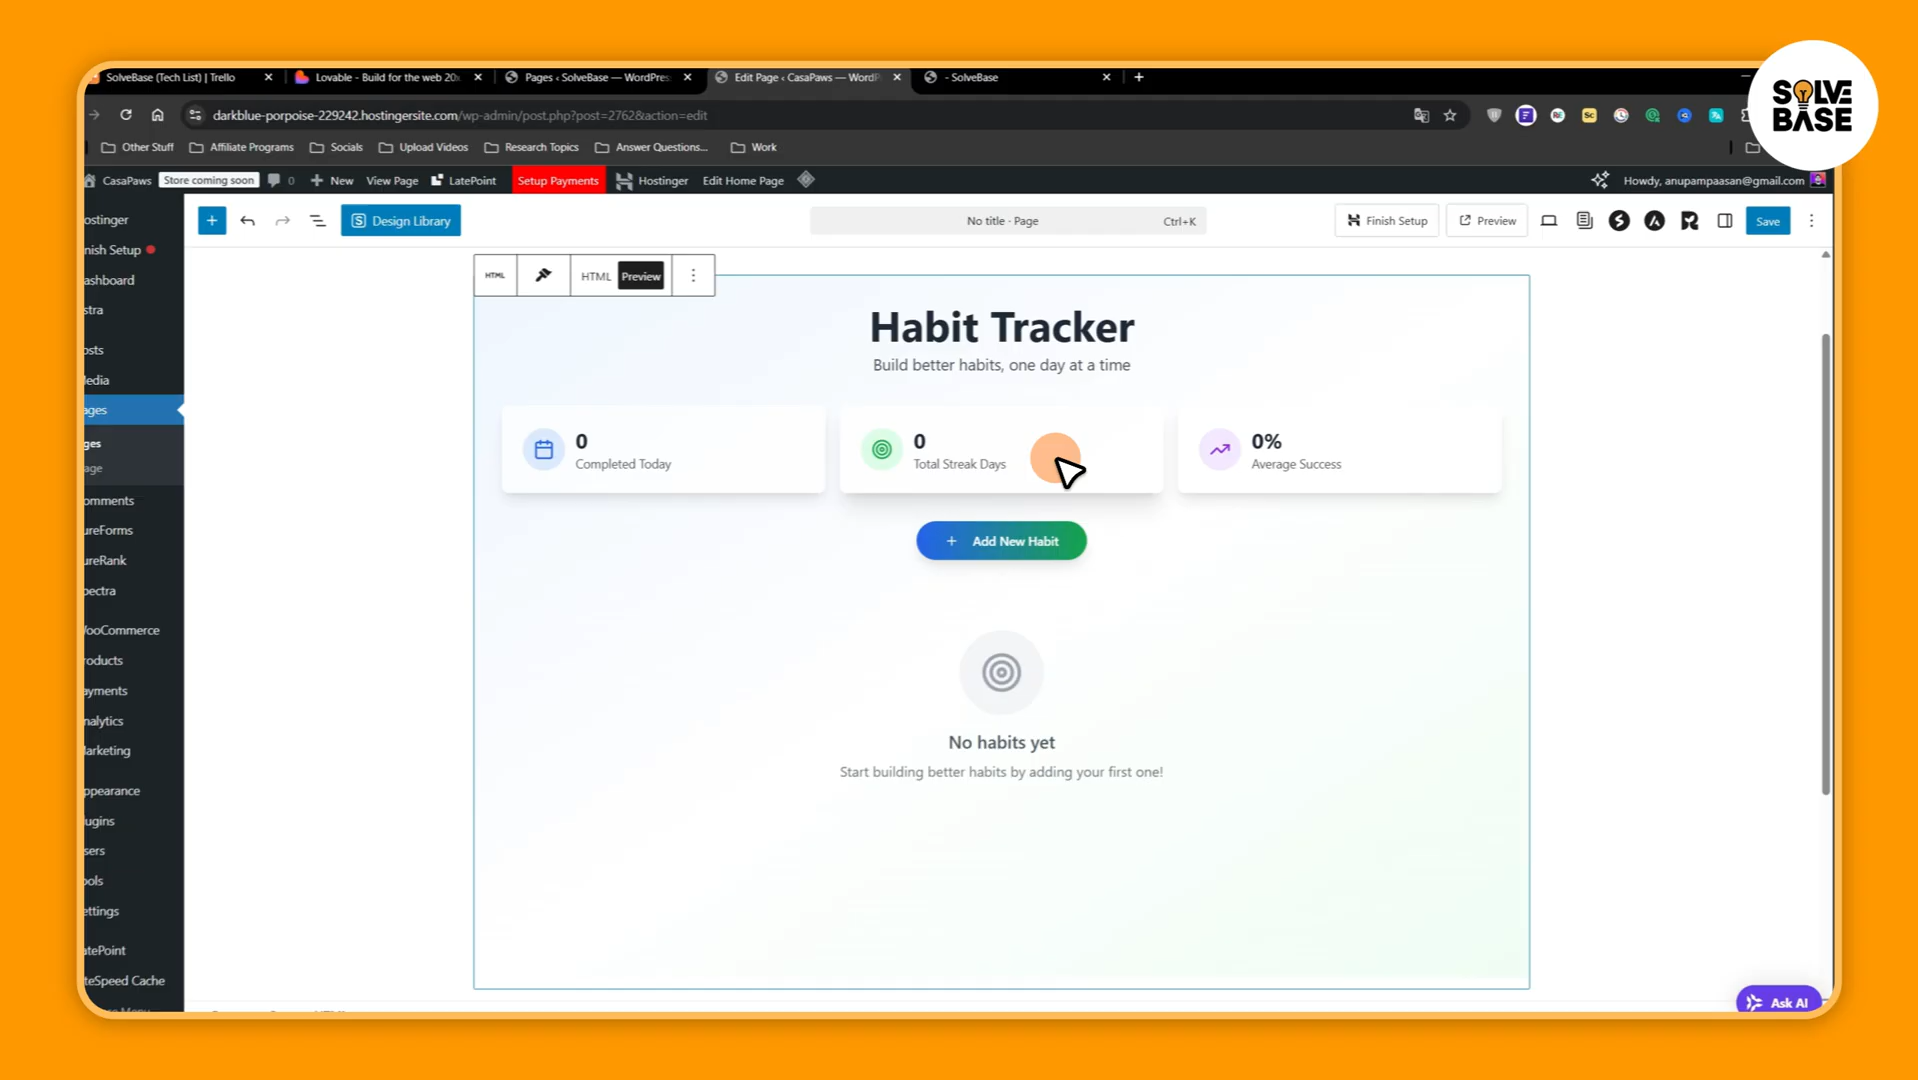 SOLVE
BASE
SolveBase (Tech List) | Trello
Lovable - Build for the web 20x
Pages ‹ SolveBase — WordPres
Edit Page ‹ CasaPaws — WordP
- SolveBase
darkblue-porpoise-229242.hostingersite.com/wp-admin/post.php?post=2762&action=edit
Other Stuff
Affiliate Programs
Socials
Upload Videos
Research Topics
Answer Questions...
Work
CasaPaws
Store coming soon
0
New
View Page
LatePoint
Setup Payments
Hostinger
Edit Home Page
Howdy, anupampaasan@gmail.com
Design Library
No title · Page
Ctrl+K
Finish Setup
Preview
Save
ostinger
nish Setup
ashboard
stra
osts
edia
ages
ges
age
omments
ureForms
ureRank
pectra
VooCommerce
roducts
ayments
nalytics
arketing
ppearance
lugins
sers
ools
ettings
atePoint
teSpeed Cache
HTML
HTML
Preview
Habit Tracker
Build better habits, one day at a time
0
Completed Today
0
Total Streak Days
0%
Average Success
+ Add New Habit
No habits yet
Start building better habits by adding your first one!
Ask AI